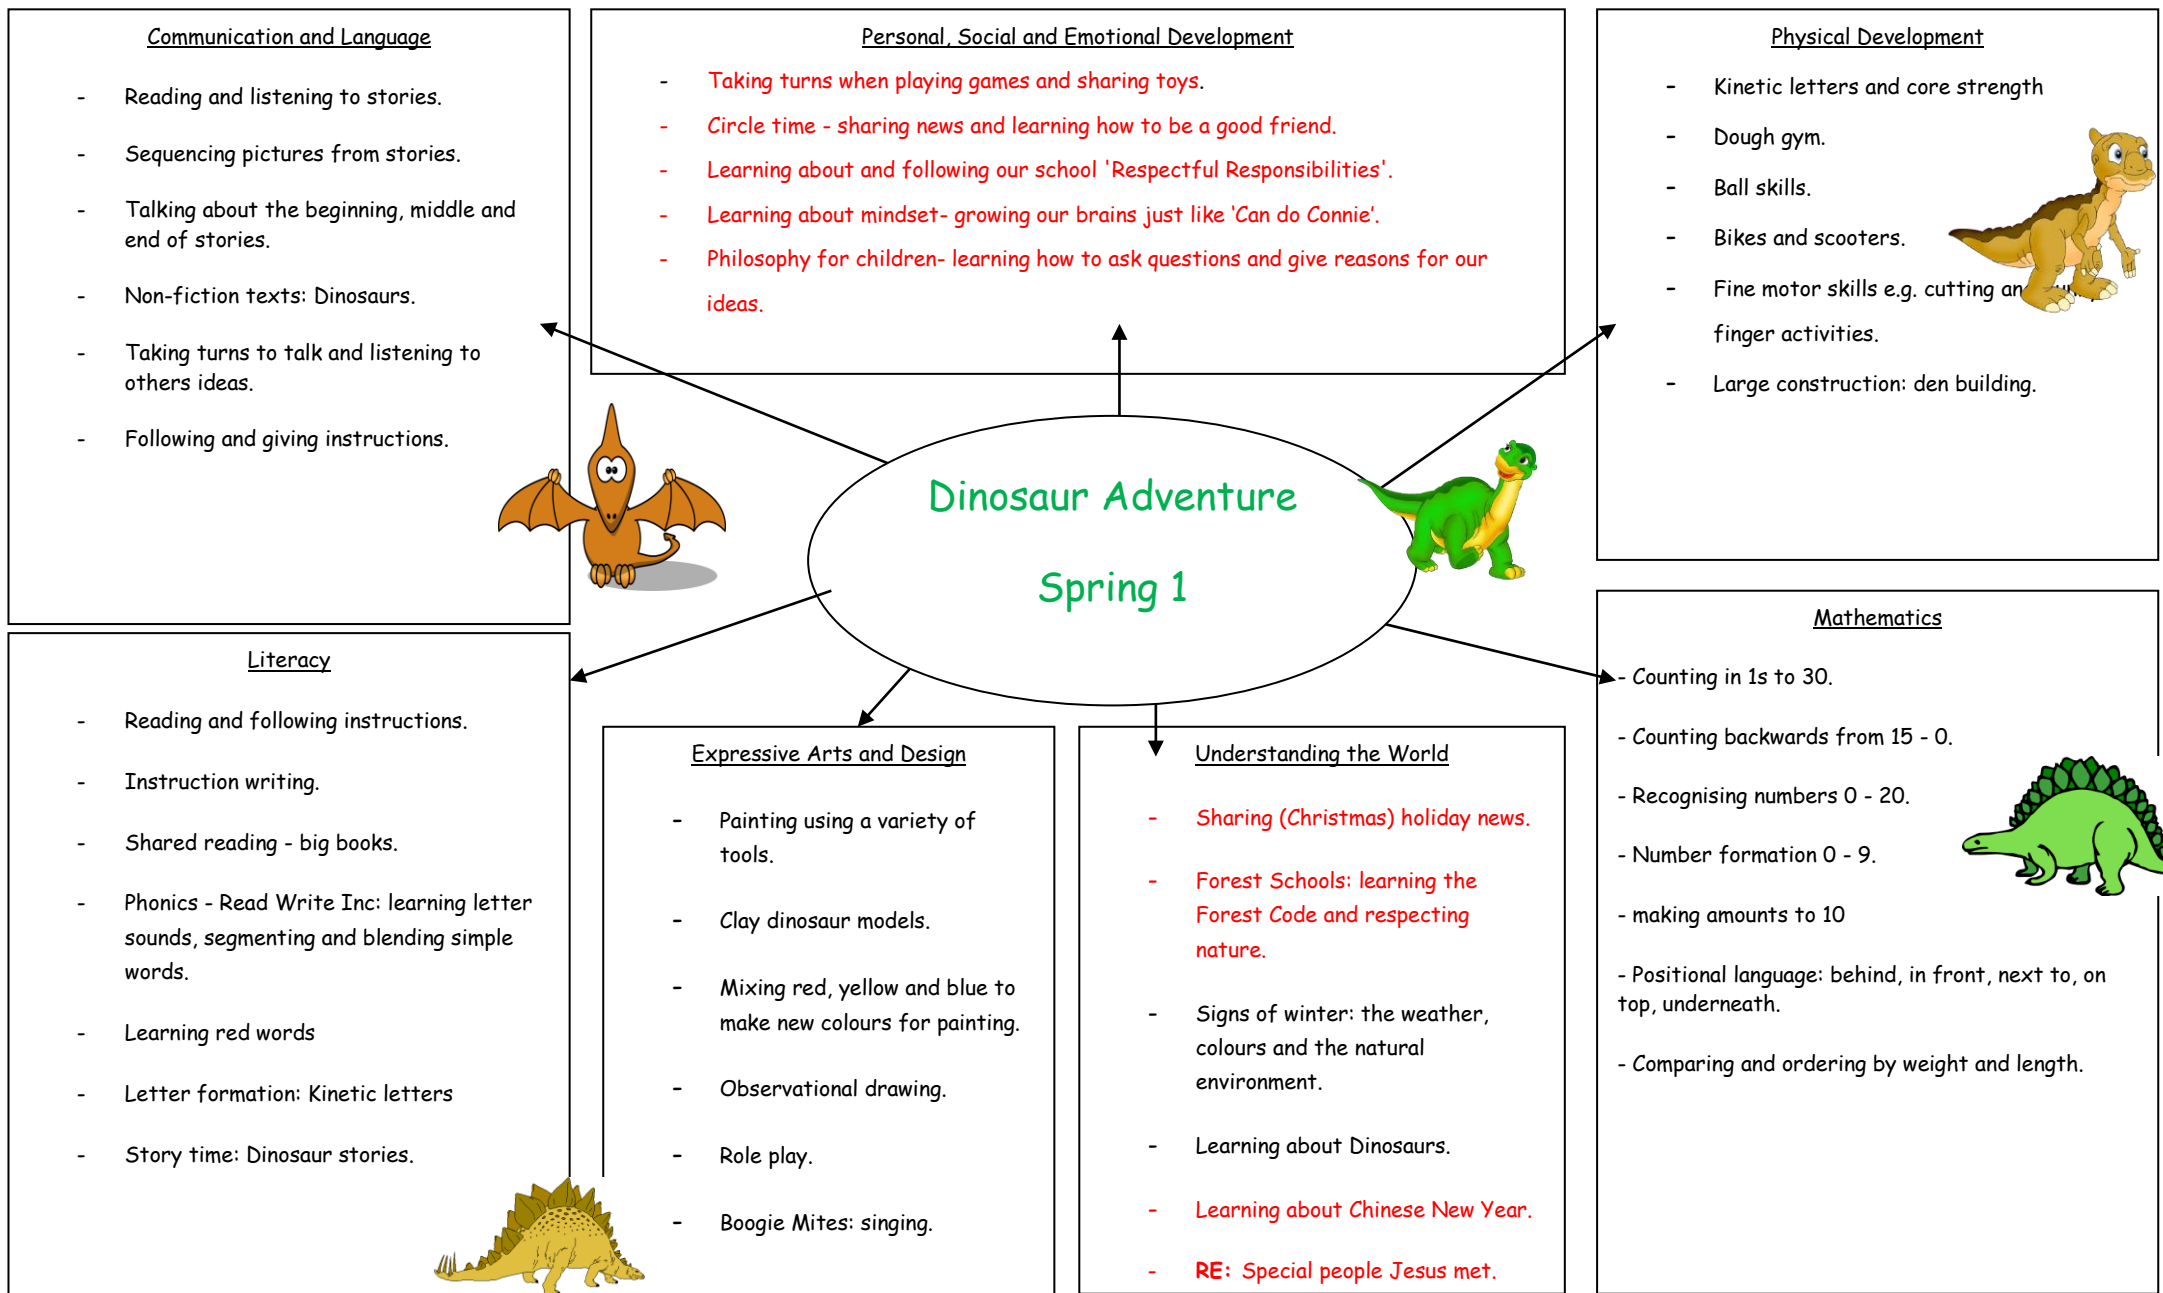 Communication and Language
- Reading and listening to stories.
- Sequencing pictures from stories.
- Talking about the beginning, middle and
end of stories.
- Non-fiction texts: Dinosaurs.
- Taking turns to talk and listening to
others ideas.
- Following and giving instructions.
Personal, Social and Emotional Development
- Taking turns when playing games and sharing toys.
- Circle time - sharing news and learning how to be a good friend.
- Learning about and following our school 'Respectful Responsibilities'.
- Learning about mindset- growing our brains just like ‘Can do Connie’.
- Philosophy for children- learning how to ask questions and give reasons for our
ideas.
Physical Development
- Kinetic letters and core strength
- Dough gym.
- Ball skills.
- Bikes and scooters.
- Fine motor skills e.g. cutting
finger activities.
- Large construction: den building.
Dinosaur Adventure
Spring 1
Literacy
- Reading and following instructions.
- Instruction writing.
- Shared reading - big books.
- Phonics - Read Write Inc: learning letter
sounds, segmenting and blending simple
words.
- Learning red words
- Letter formation: Kinetic letters
- Story time: Dinosaur stories.
Expressive Arts and Design
- Painting using a variety of
tools.
- Clay dinosaur models.
- Mixing red, yellow and blue to
make new colours for painting.
- Observational drawing.
- Role play.
- Boogie Mites: singing.
Understanding the World
- Sharing (Christmas) holiday news.
- Forest Schools: learning the
Forest Code and respecting
nature.
- Signs of winter: the weather,
colours and the natural
environment.
- Learning about Dinosaurs.
- Learning about Chinese New Year.
- RE: Special people Jesus met.
Mathematics
- Counting in 1s to 30.
- Counting backwards from 15 - 0.
- Recognising numbers 0 - 20.
- Number formation 0 - 9.
- making amounts to 10
- Positional language: behind, in front, next to, on
top, underneath.
- Comparing and ordering by weight and length.